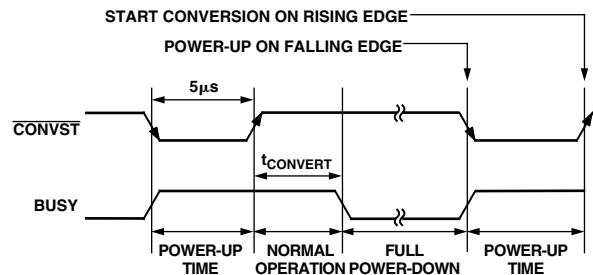 START CONVERSION ON RISING EDGE
POWER-UP ON FALLING EDGE
5µs
CONVST
tCONVERT
BUSY
POWER-UP TIME
NORMAL OPERATION
FULL POWER-DOWN
POWER-UP TIME